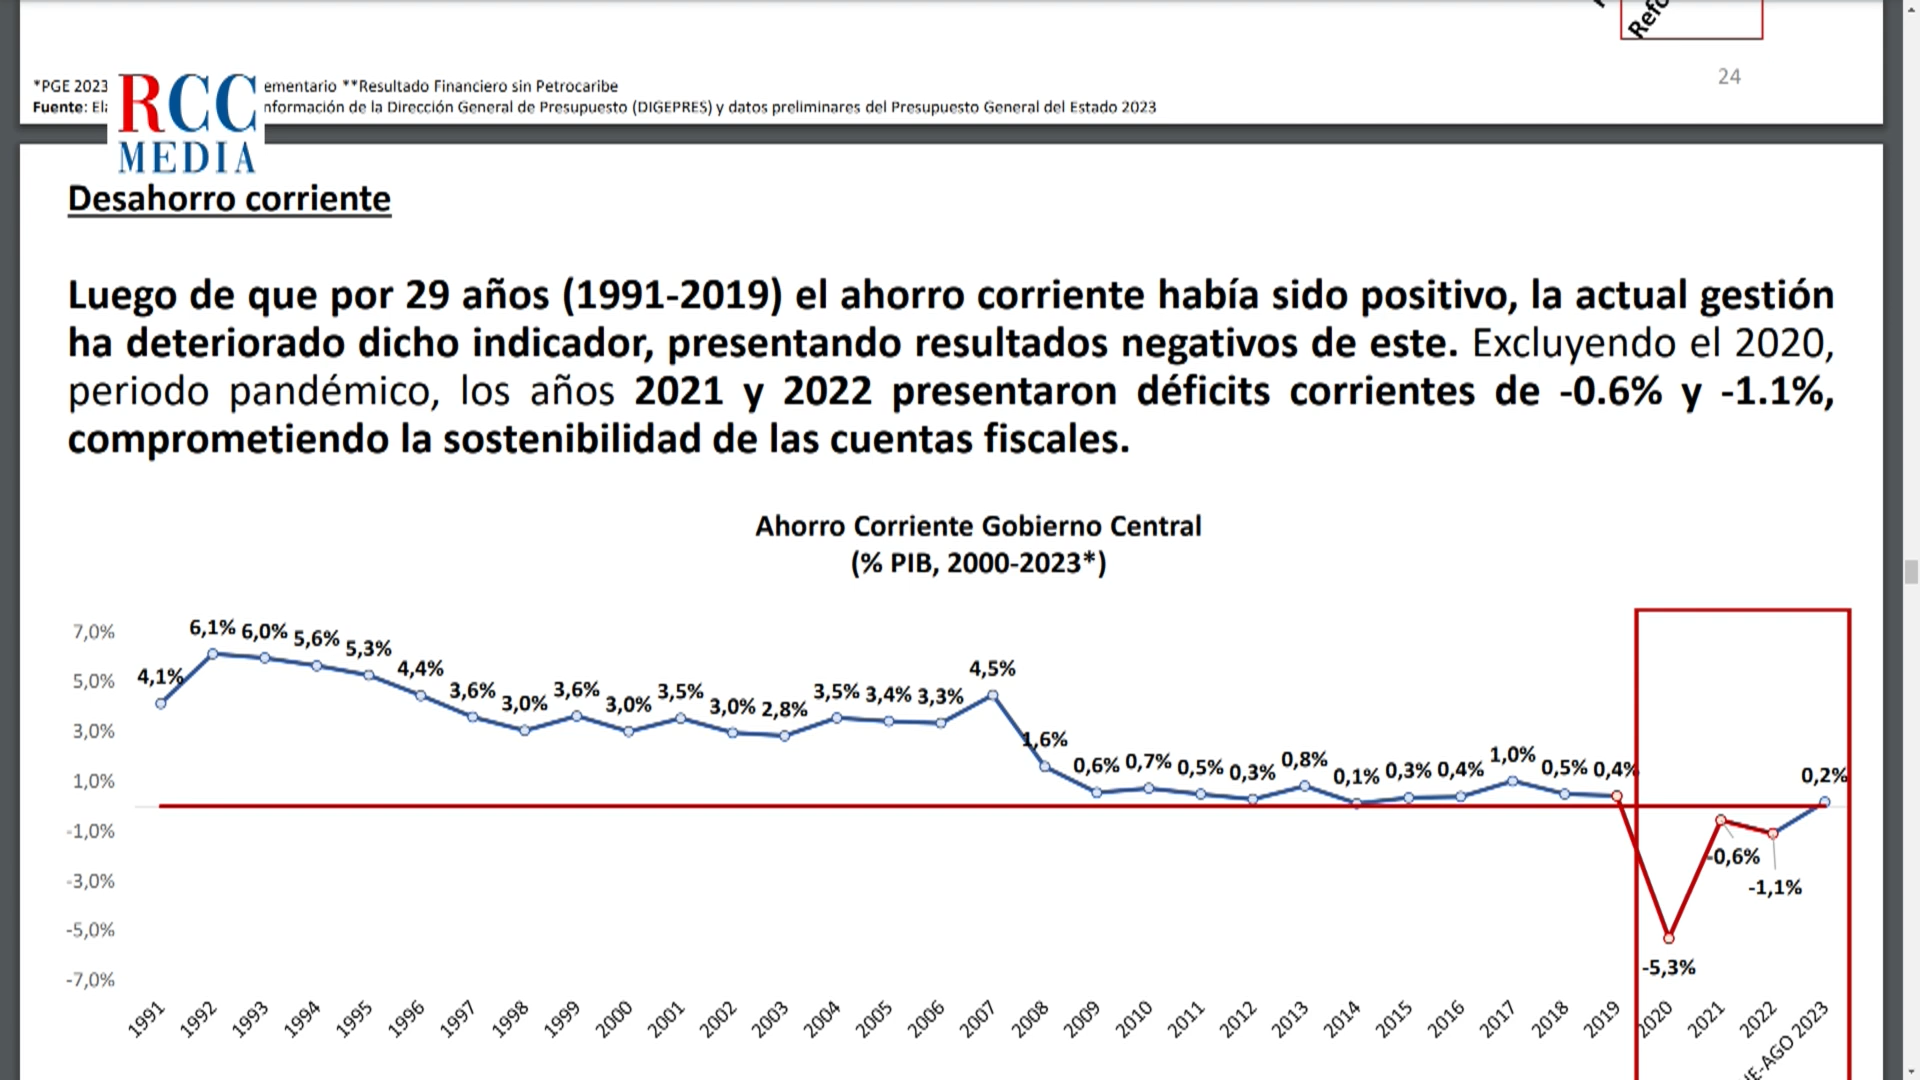 *PGE 2023 ementario **Resultado Financiero sin Petrocaribe
24
Fuente: nformación de la Dirección General de Presupuesto (DIGEPRES) y datos preliminares del Presupuesto General del Estado 2023
RCC
MEDIA
Desahorro corriente
Luego de que por 29 años (1991-2019) el ahorro corriente había sido positivo, la actual gestión
ha deteriorado dicho indicador, presentando resultados negativos de este. Excluyendo el 2020,
periodo pandémico, los años 2021 y 2022 presentaron déficits corrientes de -0.6% y -1.1%,
comprometiendo la sostenibilidad de las cuentas fiscales.
Ahorro Corriente Gobierno Central
(% PIB, 2000-2023*)
7,0%
5,0%
3,0%
1,0%
-1,0%
-3,0%
-5,0%
-7,0%
4,1% 6,1% 6,0% 5,6% 5,3% 4,4% 3,6% 3,0% 3,6% 3,0% 3,5% 3,0% 2,8% 3,5% 3,4% 3,3% 4,5% 1,6% 0,6% 0,7% 0,5% 0,3% 0,8% 0,1% 0,3% 0,4% 1,0% 0,5% 0,4% -5,3% -0,6% -1,1% 0,2%
1991 1992 1993 1994 1995 1996 1997 1998 1999 2000 2001 2002 2003 2004 2005 2006 2007 2008 2009 2010 2011 2012 2013 2014 2015 2016 2017 2018 2019 2020 2021 2022 E-AGO 2023